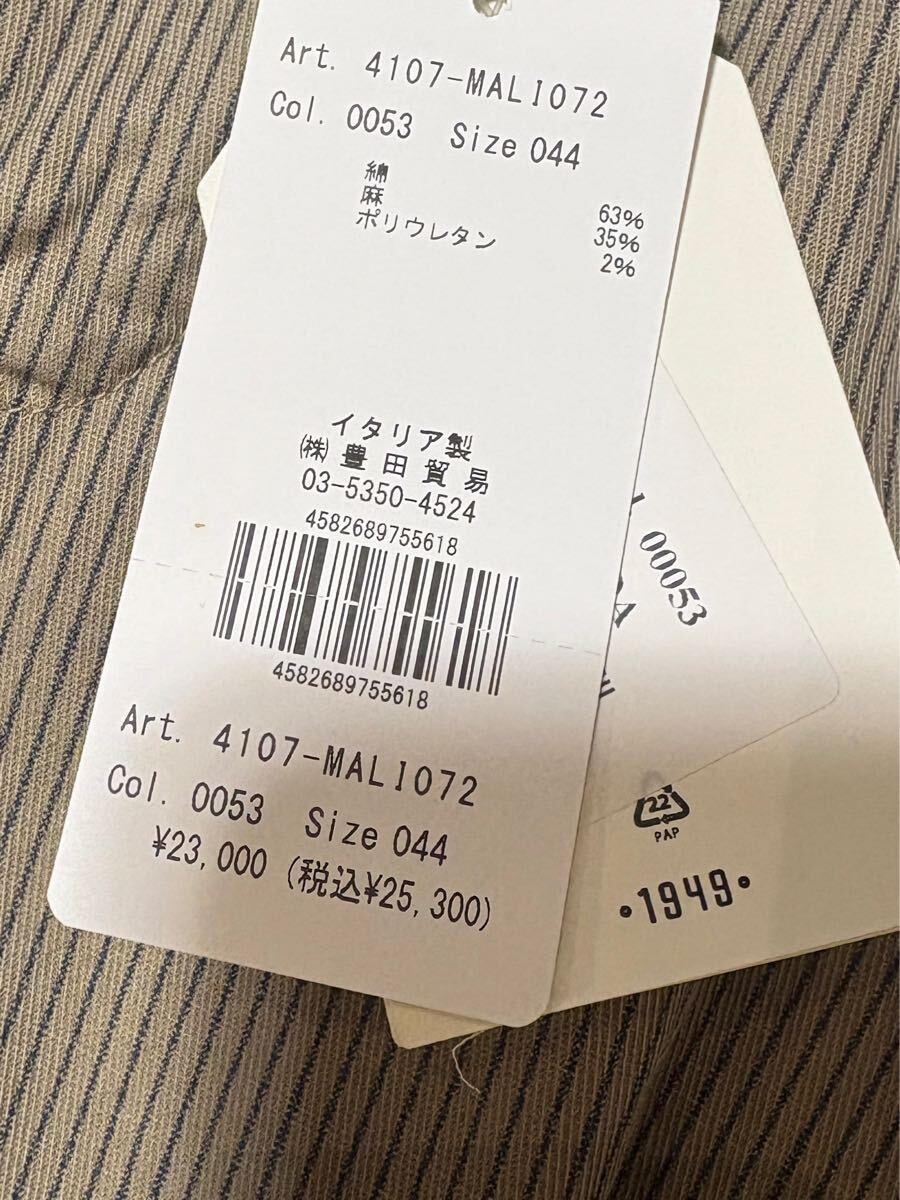 Art. 4107-MALI072
Col. 0053 Size 044
綿 63%
麻 35%
ポリウレタン 2%
イタリア製
㈱ 豊田貿易
03-5350-4524
4582689755618
4582689755618
Art. 4107-MALI072
Col. 0053 Size 044
¥23,000 (税込¥25,300)
00053
22
PAP
•1949•